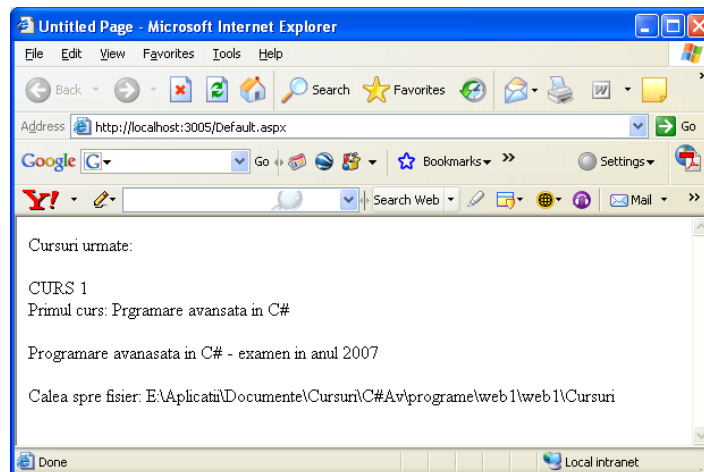 Untitled Page - Microsoft Internet Explorer
File Edit View Favorites Tools Help
Back Search Favorites W »
Address http://localhost:3005/Default.aspx Go
Google G Go Bookmarks » Settings
Y! Search Web Mail »
Cursuri urmate:
CURS 1
Primul curs: Prgramare avansata in C#
Programare avanasata in C# - examen in anul 2007
Calea spre fisier: E:\Aplicatii\Documente\Cursuri\C#Av\programe\web1\web1\Cursuri
Done Local intranet